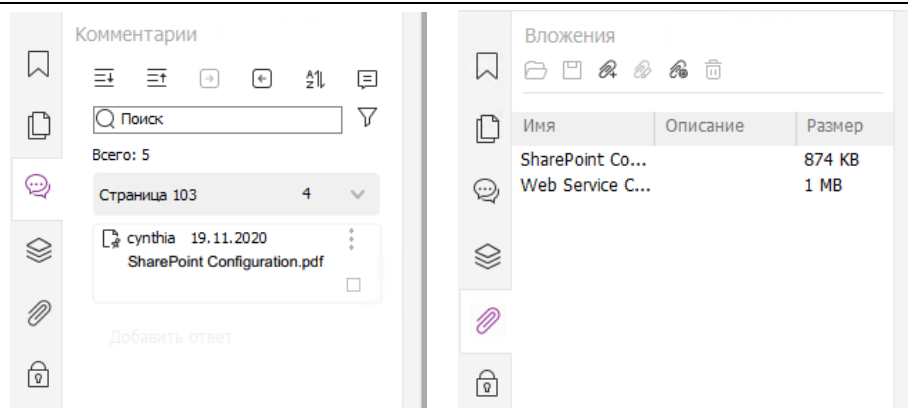 Комментарии
Поиск
Всего: 5
Страница 103 4
cynthia 19.11.2020
SharePoint Configuration.pdf
Добавить ответ
Вложения
Имя Описание Размер
SharePoint Co... 874 KB
Web Service C... 1 MB